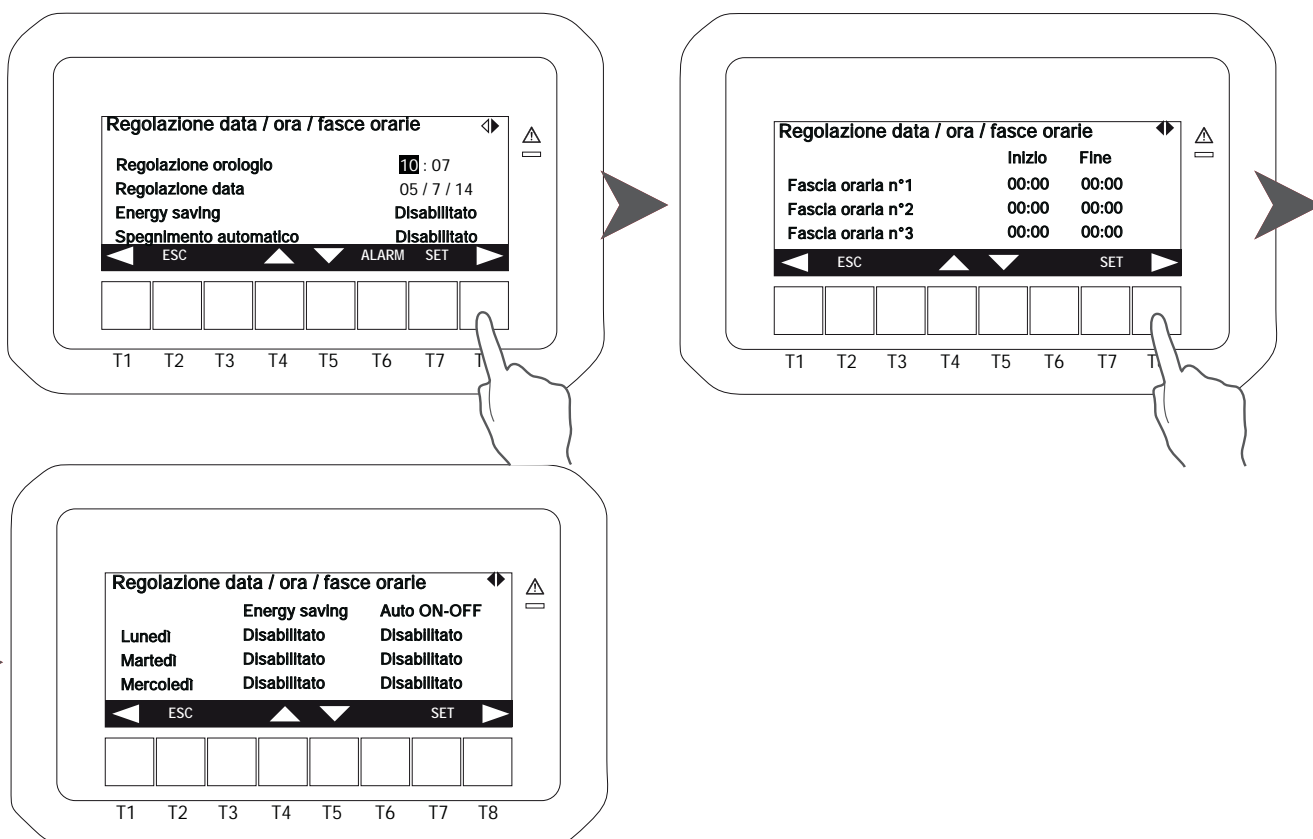 Regolazione data / ora / fasce orarie
Regolazione orologio 10 : 07
Regolazione data 05 / 7 / 14
Energy saving Disabilitato
Spegnimento automatico Disabilitato
ESC ALARM SET
T1 T2 T3 T4 T5 T6 T7 T
Regolazione data / ora / fasce orarie
Inizio Fine
Fascia oraria n°1 00:00 00:00
Fascia oraria n°2 00:00 00:00
Fascia oraria n°3 00:00 00:00
ESC SET
T1 T2 T3 T4 T5 T6 T7 T
Regolazione data / ora / fasce orarie
Energy saving Auto ON-OFF
Lunedì Disabilitato Disabilitato
Martedì Disabilitato Disabilitato
Mercoledì Disabilitato Disabilitato
ESC SET
T1 T2 T3 T4 T5 T6 T7 T8